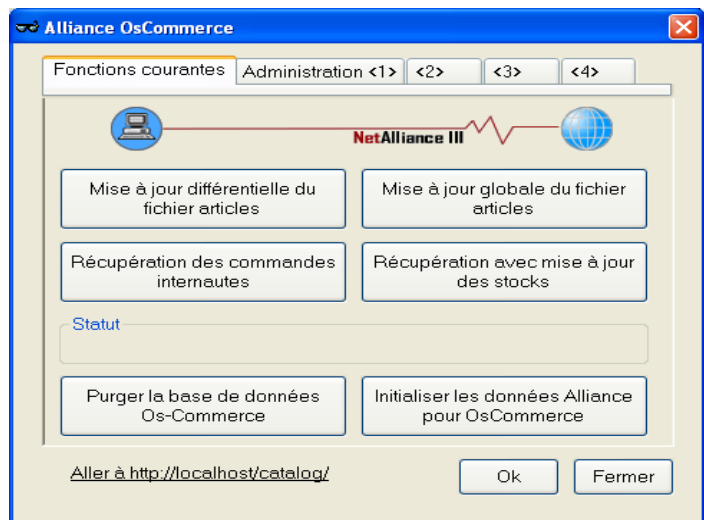 Alliance OsCommerce
Fonctions courantes Administration <1> <2> <3> <4>
NetAlliance III
Mise à jour différentielle du
fichier articles
Mise à jour globale du fichier
articles
Récupération des commandes
internautes
Récupération avec mise à jour
des stocks
Statut
Purger la base de données
Os-Commerce
Initialiser les données Alliance
pour OsCommerce
Aller à http://localhost/catalog/
Ok
Fermer